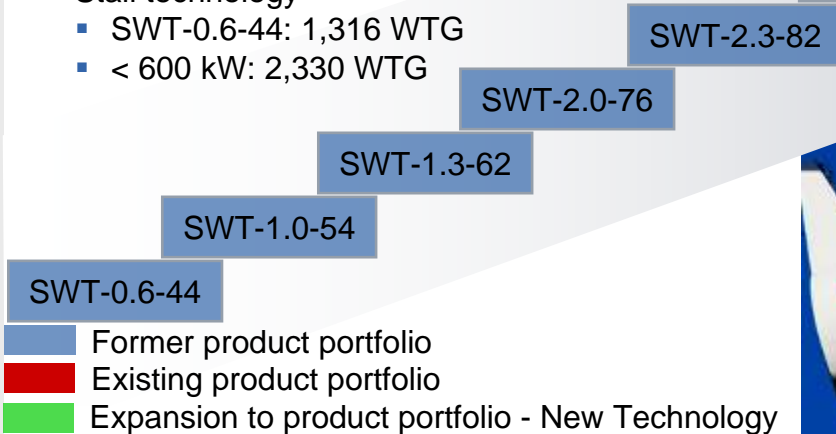 ▪ SWT-0.6-44: 1,316 WTG
▪ < 600 kW: 2,330 WTG
SWT-2.3-82
SWT-2.0-76
SWT-1.3-62
SWT-1.0-54
SWT-0.6-44
Former product portfolio
Existing product portfolio
Expansion to product portfolio - New Technology